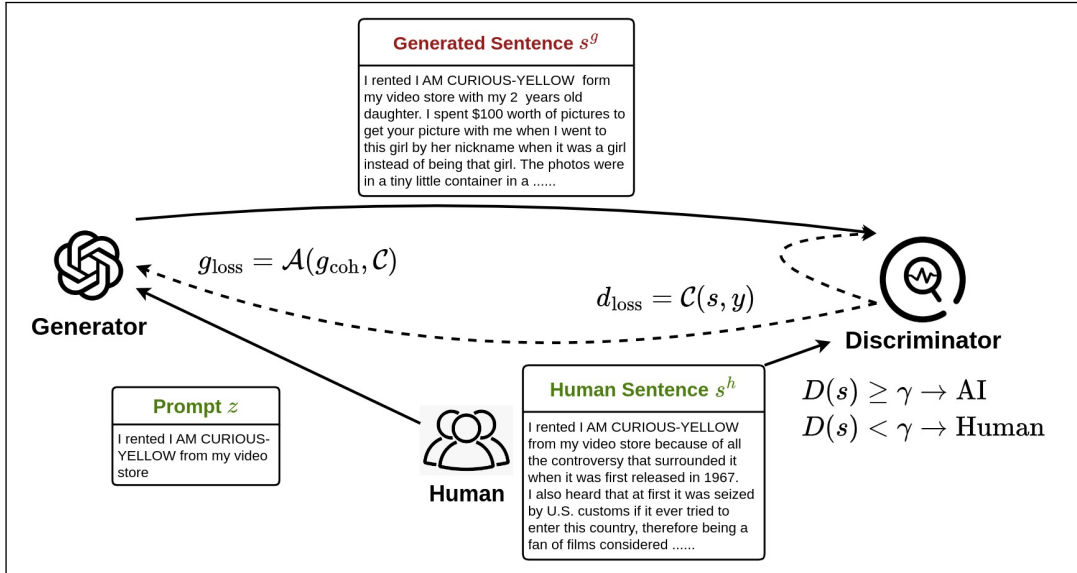 Generated Sentence s^g
I rented I AM CURIOUS-YELLOW form
my video store with my 2 years old
daughter. I spent $100 worth of pictures to
get your picture with me when I went to
this girl by her nickname when it was a girl
instead of being that girl. The photos were
in a tiny little container in a ......
g_loss = 𝒜(g_coh, 𝒞)
d_loss = 𝒞(s, y)
Generator
Discriminator
D(s) ≥ γ → AI
D(s) < γ → Human
Prompt z
I rented I AM CURIOUS-
YELLOW from my video
store
Human
Human Sentence s^h
I rented I AM CURIOUS-YELLOW
from my video store because of all
the controversy that surrounded it
when it was first released in 1967.
I also heard that at first it was seized
by U.S. customs if it ever tried to
enter this country, therefore being a
fan of films considered ......